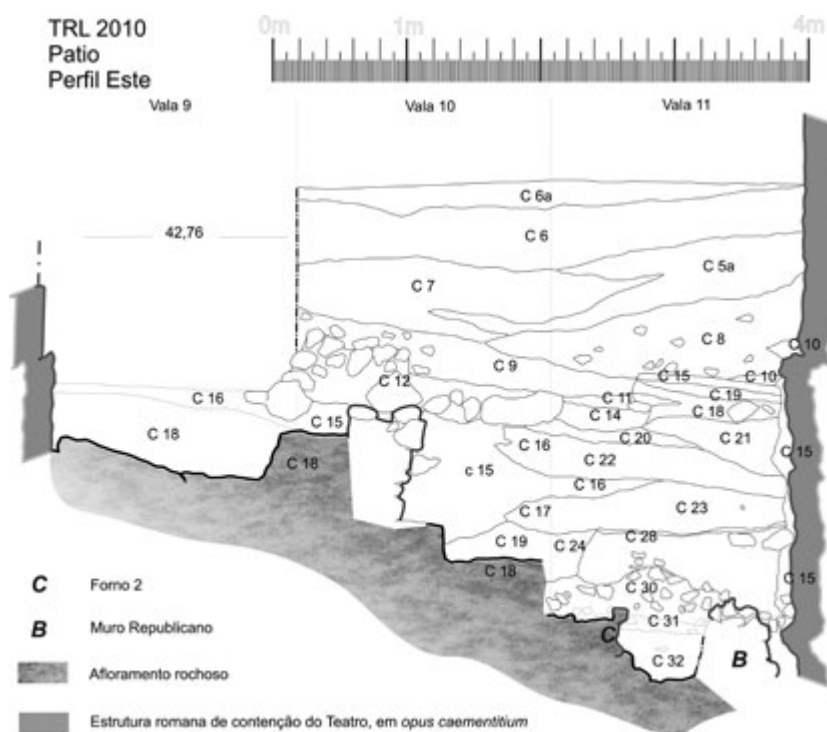 TRL 2010
Patio
Perfil Este
0m 1m 4m
Vala 9 Vala 10 Vala 11
C 6a
42,76 C 6
C 5a
C 7
C 8
C 10
C 9 C 15 C 10
C 12 C 19
C 16 C 11 C 18
C 15 C 14
C 18 C 16 C 20 C 21
C 18 c 15 C 22 C 15
C 16
C 17 C 23
C 19 C 24 C 28
C 18 C 15
C 30
C 31
C
C 32 B
C Forno 2
B Muro Republicano
Afloramento rochoso
Estrutura romana de contenção do Teatro, em opus caementitium